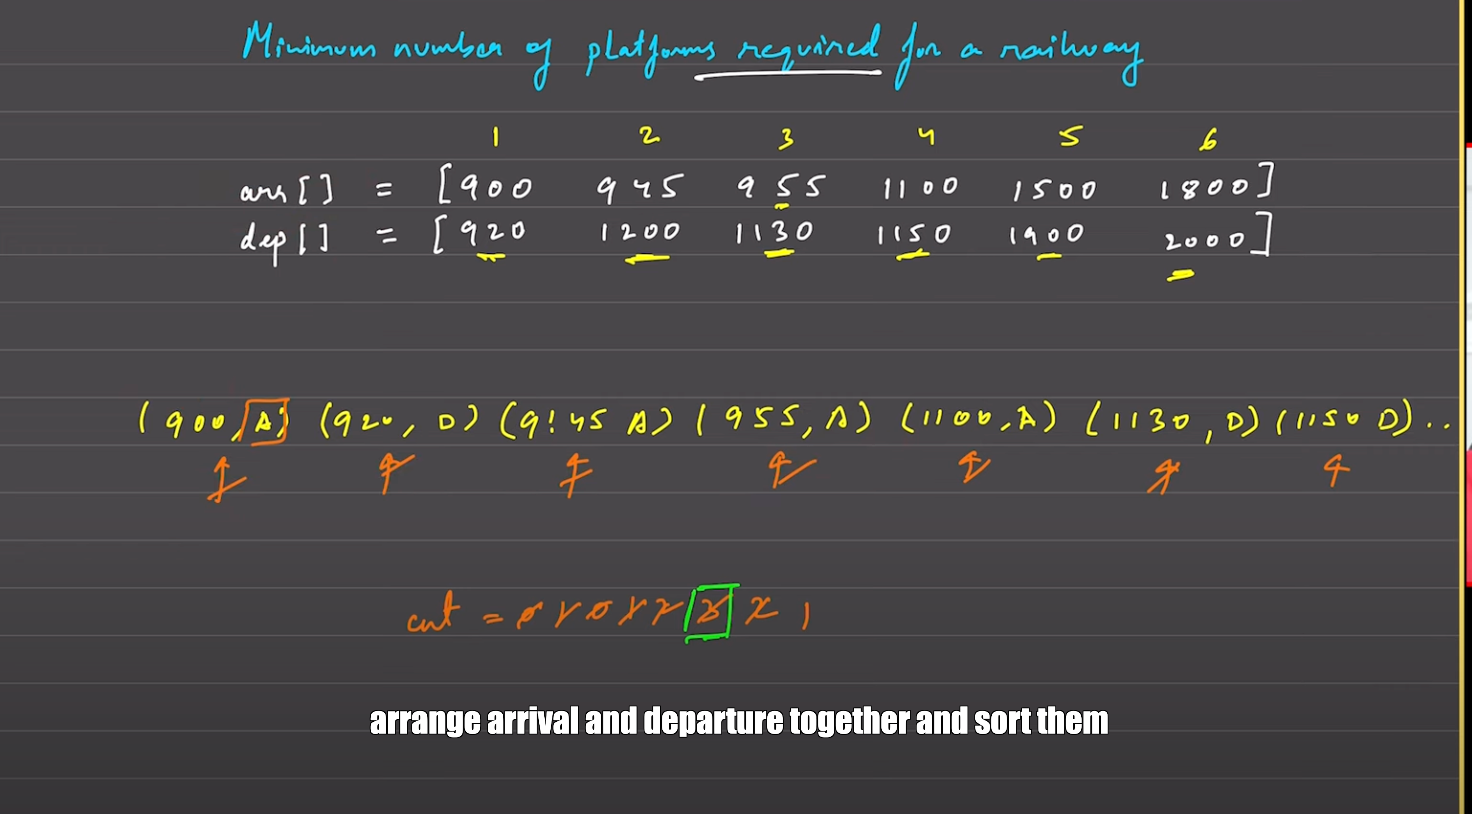 Minimum number of platforms required for a railway
1 2 3 4 5 6
arr[] = [900 945 955 1100 1500 1800]
dep[] = [920 1200 1130 1150 1900 2000]
(900, A) (920, D) (9:45 A) (955, A) (1100, A) (1130, D) (1150 D) ..
cnt = 0 1 0 1 2 3 2 1
arrange arrival and departure together and sort them